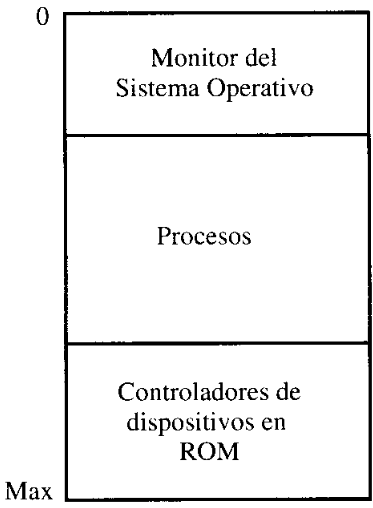 0
Monitor del
Sistema Operativo
Procesos
Controladores de
dispositivos en
ROM
Max